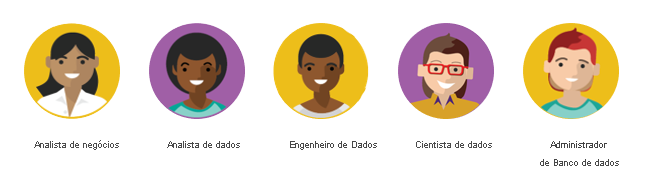 Analista de negócios
Analista de dados
Engenheiro de Dados
Cientista de dados
Administrador
de Banco de dados